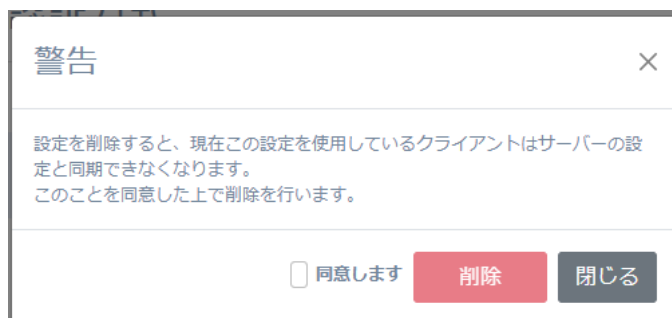 警告
設定を削除すると、現在この設定を使用しているクライアントはサーバーの設
定と同期できなくなります。
このことを同意した上で削除を行います。
同意します 削除 閉じる